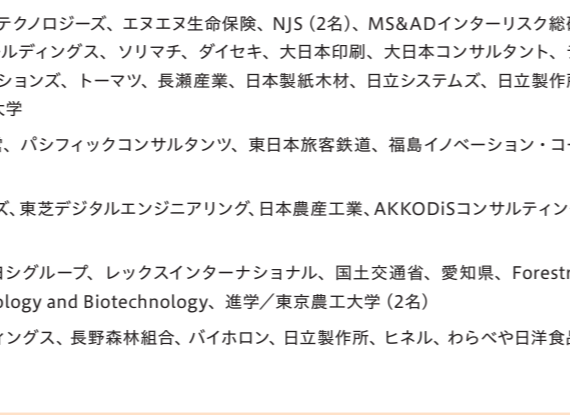 テクノロジーズ、エヌエヌ生命保険、NJS（2名）、MS&ADインターリスク総
ルディングス、ソリマチ、ダイセキ、大日本印刷、大日本コンサルタント、
ションズ、トーマツ、長瀬産業、日本製紙木材、日立システムズ、日立製作
大学
、パシフィックコンサルタンツ、東日本旅客鉄道、福島イノベーション・コ
ズ、東芝デジタルエンジニアリング、日本農産工業、AKKODiSコンサルティン
ヨシグループ、レックスインターナショナル、国土交通省、愛知県、Forest
ology and Biotechnology、進学／東京農工大学（2名）
ィングス、長野森林組合、バイホロン、日立製作所、ヒネル、わらべや日洋食